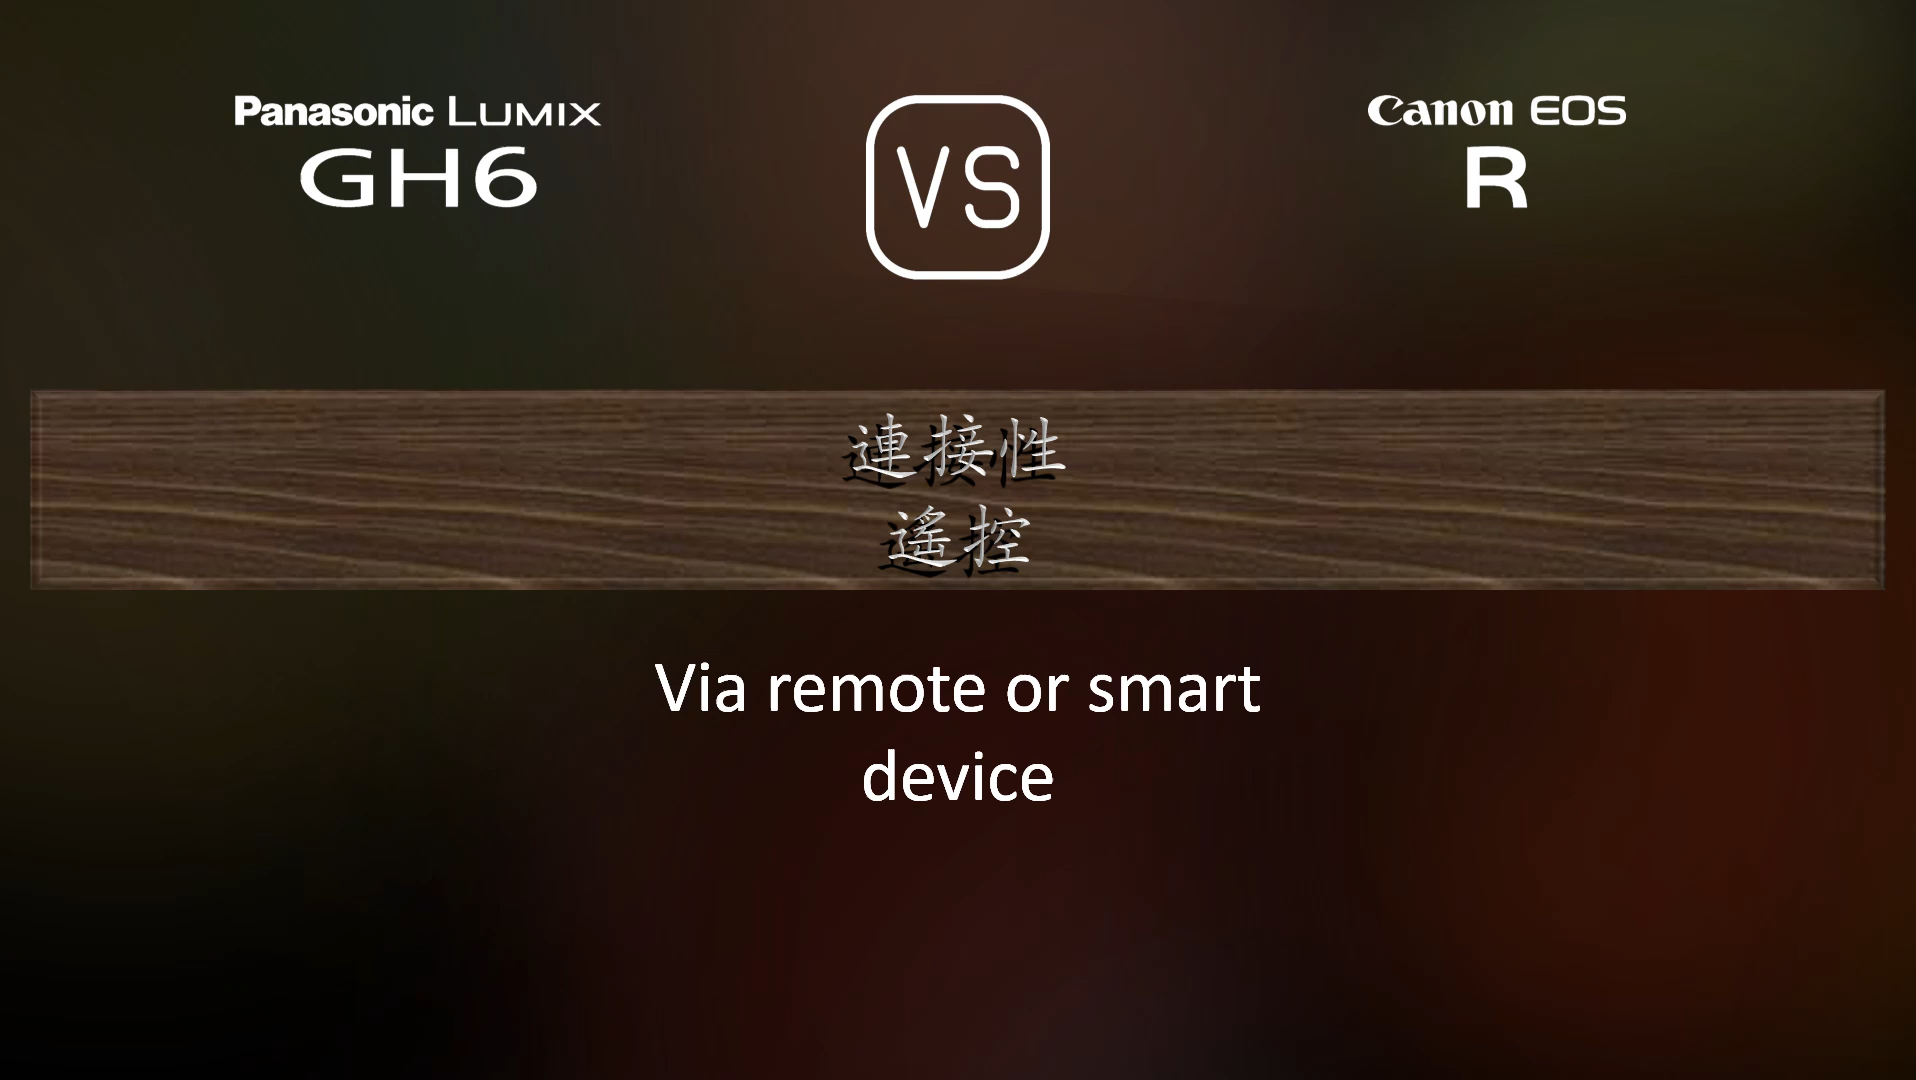 Panasonic LUMIX
GH6
VS
Canon EOS
R
連接性
遙控
Via remote or smart
device